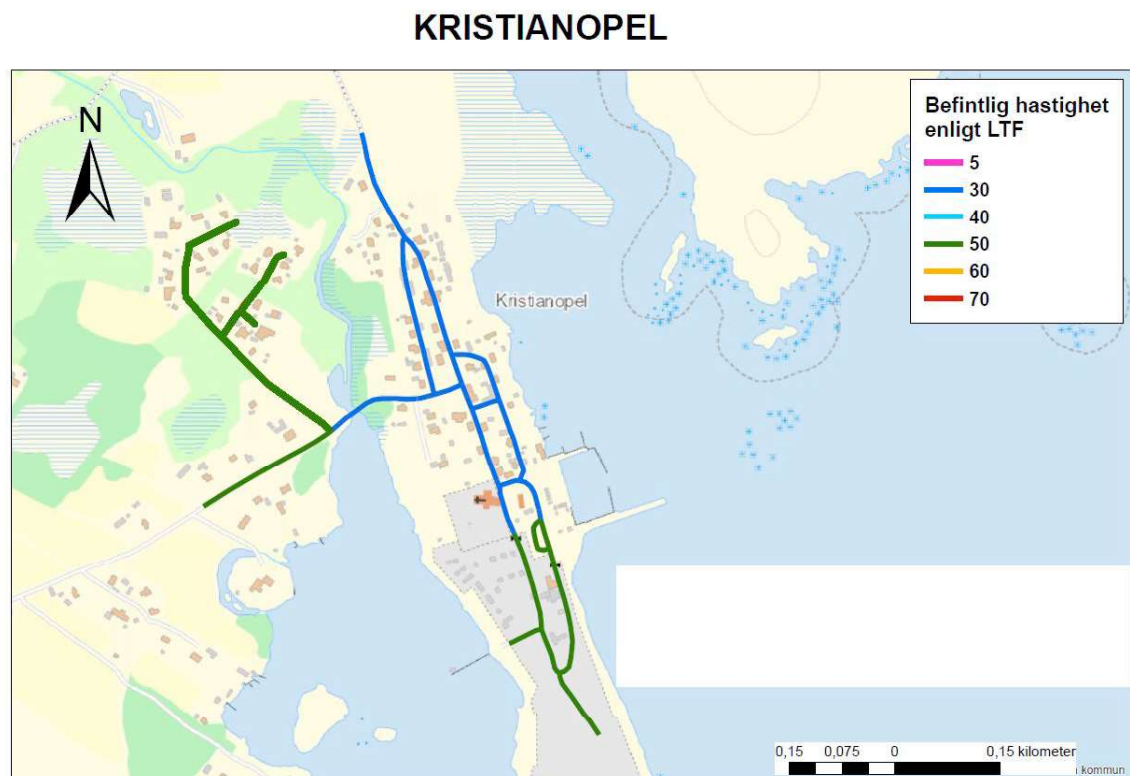 KRISTIANOPEL
N
Befintlig hastighet
enligt LTF
5
30
40
50
60
70
Kristianopel
0,15 0,075 0 0,15 kilometer
kommun